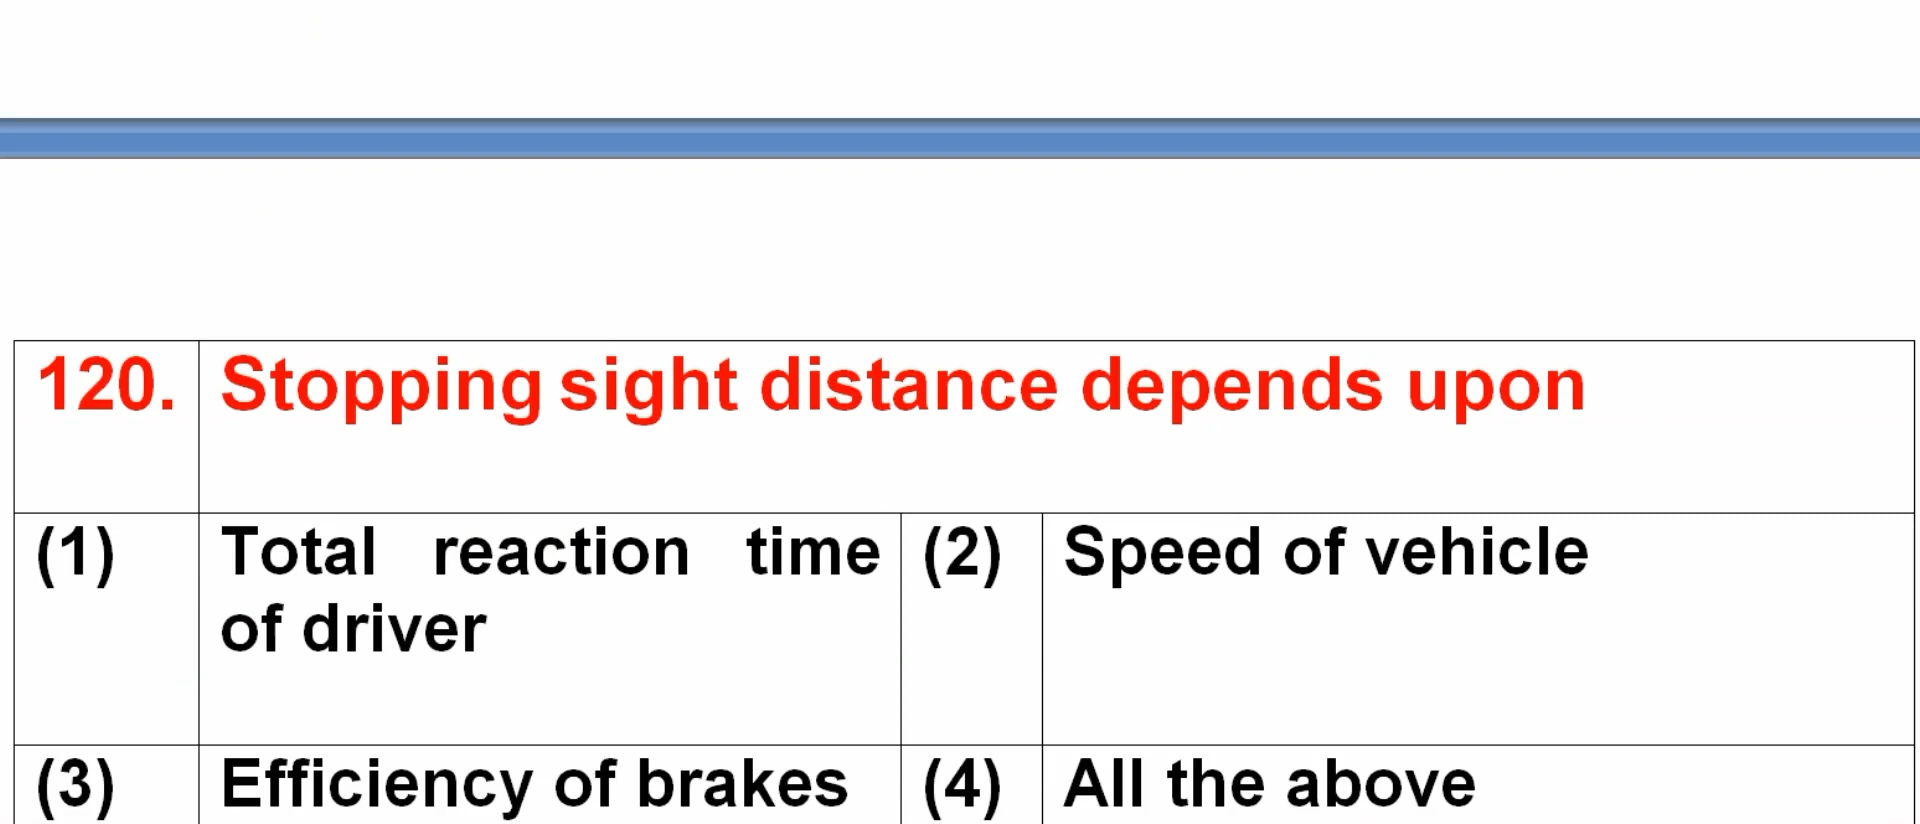 120. Stopping sight distance depends upon
(1) Total reaction time (2) Speed of vehicle
of driver
(3) Efficiency of brakes (4) All the above